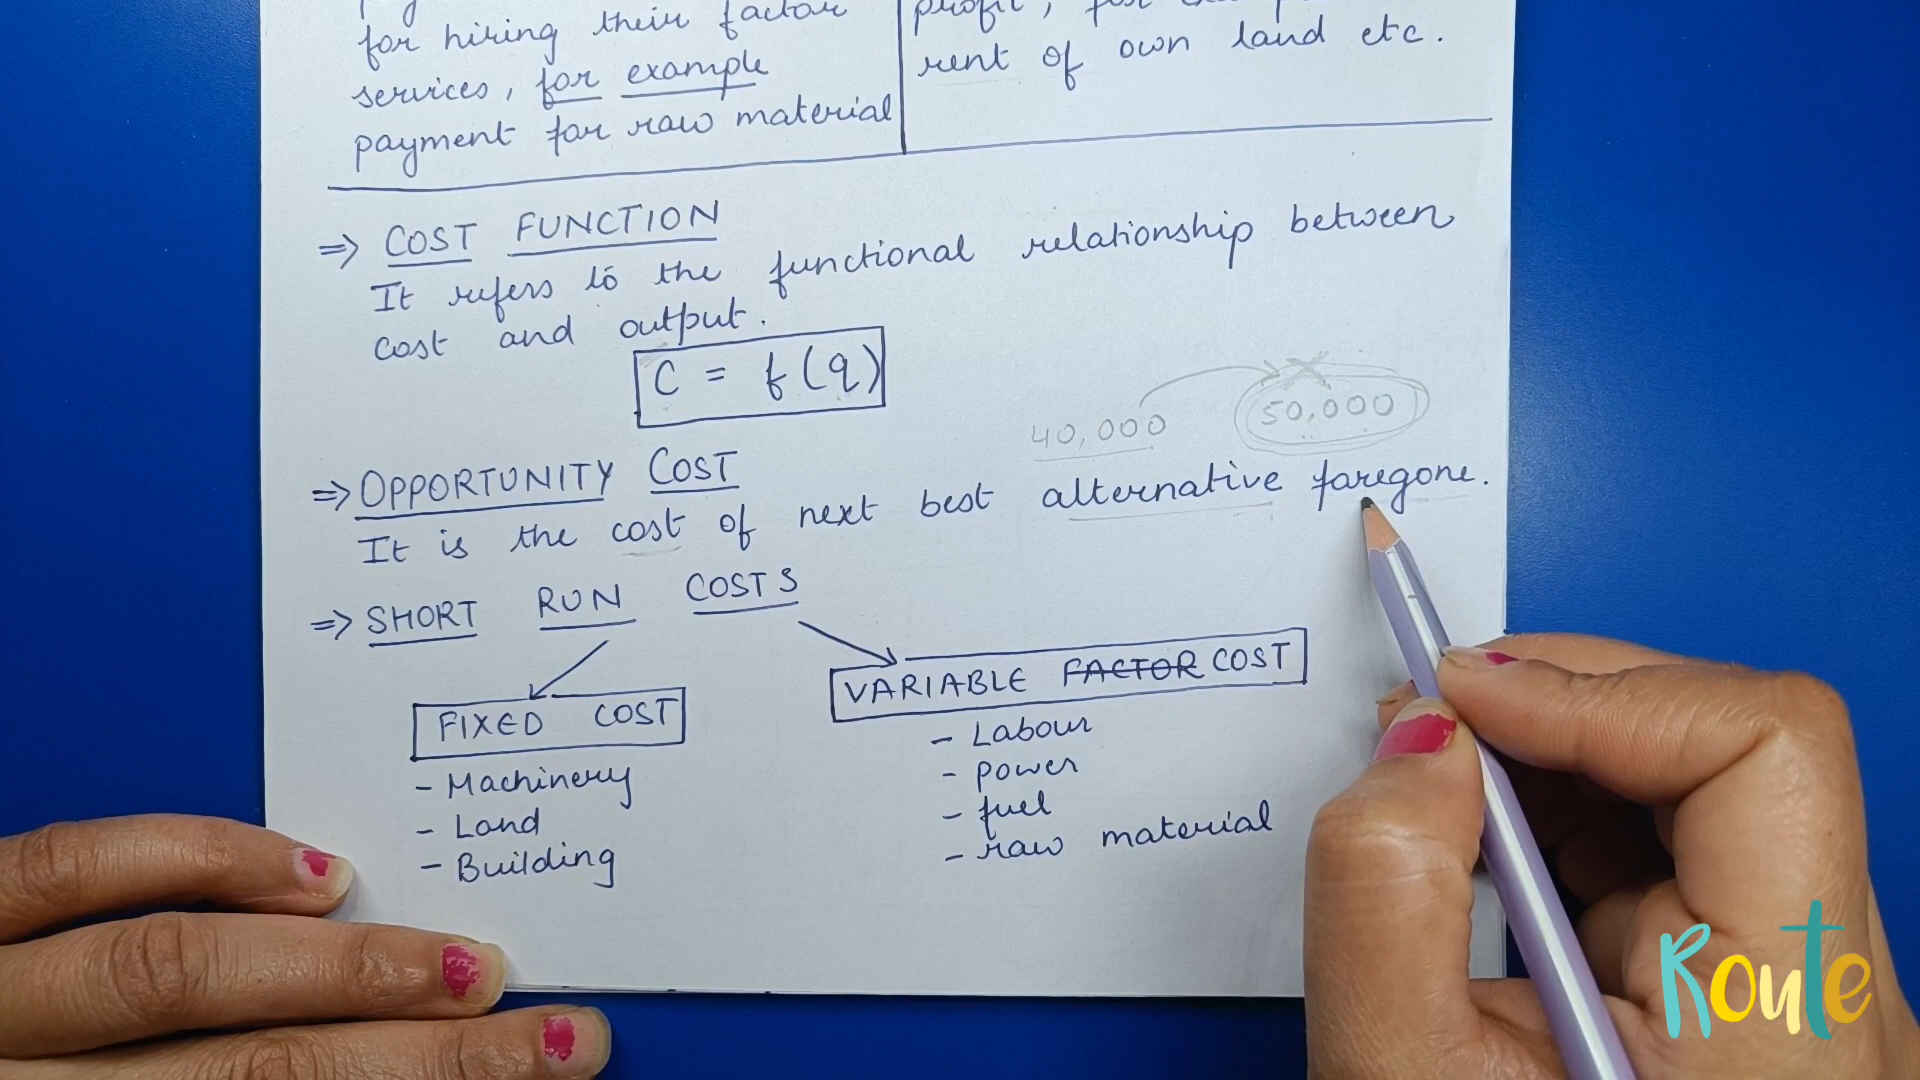 for hiring their factor
services, for example
payment for raw material
profit, for
rent of own land etc.
⇒ COST FUNCTION
It refers to the functional relationship between
cost and output.
C = f(q)
40,000 50,000
⇒ OPPORTUNITY COST
It is the cost of next best alternative foregone.
⇒ SHORT RUN COSTS
FIXED COST
- Machinery
- Land
- Building
VARIABLE FACTOR COST
- Labour
- power
- fuel
- raw material
Route